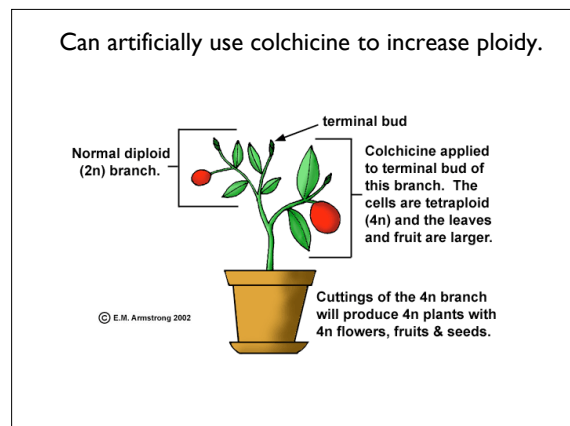 Can artificially use colchicine to increase ploidy.
terminal bud
Normal diploid
(2n) branch.
Colchicine applied
to terminal bud of
this branch. The
cells are tetraploid
(4n) and the leaves
and fruit are larger.
Cuttings of the 4n branch
will produce 4n plants with
4n flowers, fruits & seeds.
© E.M. Armstrong 2002